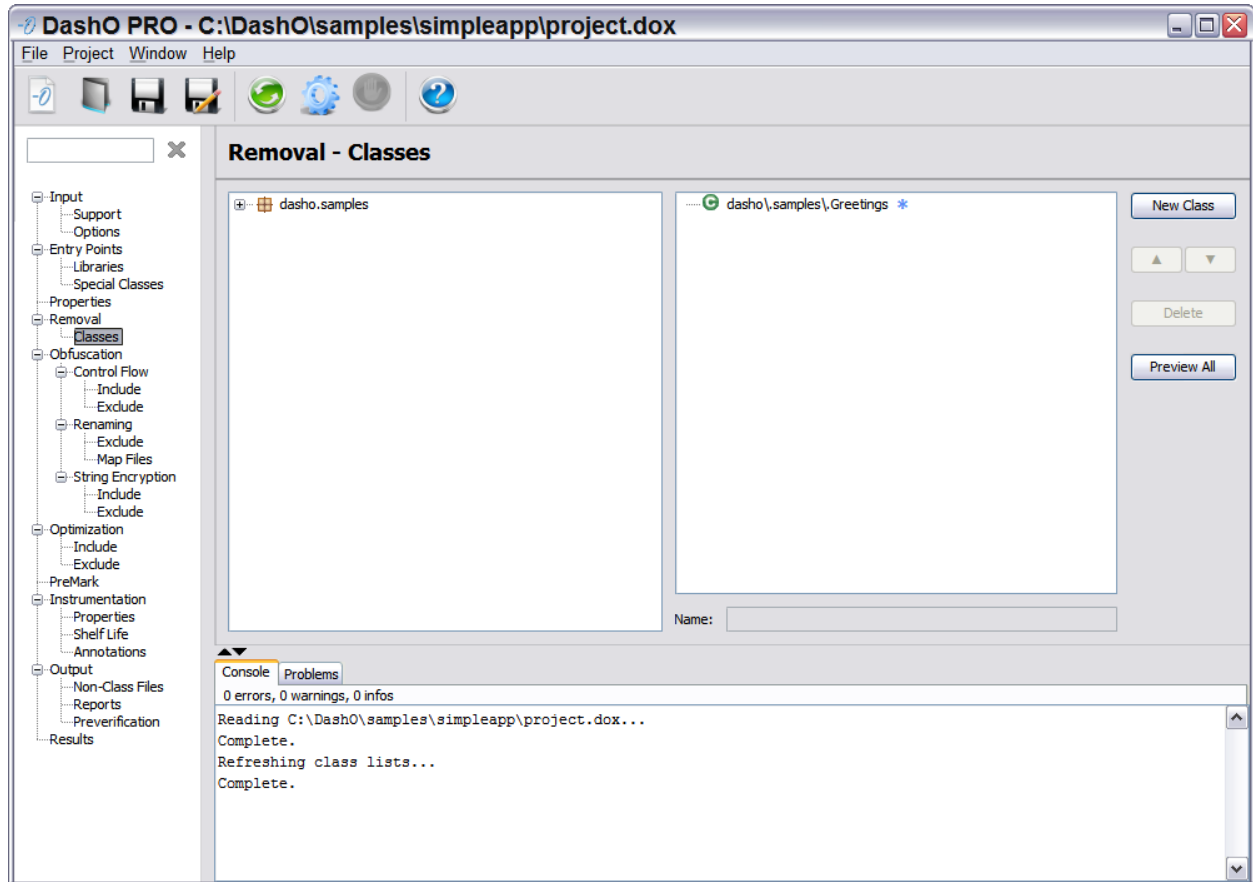 DashO PRO - C:\DashO\samples\simpleapp\project.dox
File Project Window Help
Removal - Classes
Input
Support
Options
Entry Points
Libraries
Special Classes
Properties
Removal
Classes
Obfuscation
Control Flow
Include
Exclude
Renaming
Exclude
Map Files
String Encryption
Include
Exclude
Optimization
Include
Exclude
PreMark
Instrumentation
Properties
Shelf Life
Annotations
Output
Non-Class Files
Reports
Preverification
Results
dasho.samples
dasho\.samples\.Greetings *
New Class
Delete
Preview All
Name:
Console Problems
0 errors, 0 warnings, 0 infos
Reading C:\DashO\samples\simpleapp\project.dox...
Complete.
Refreshing class lists...
Complete.